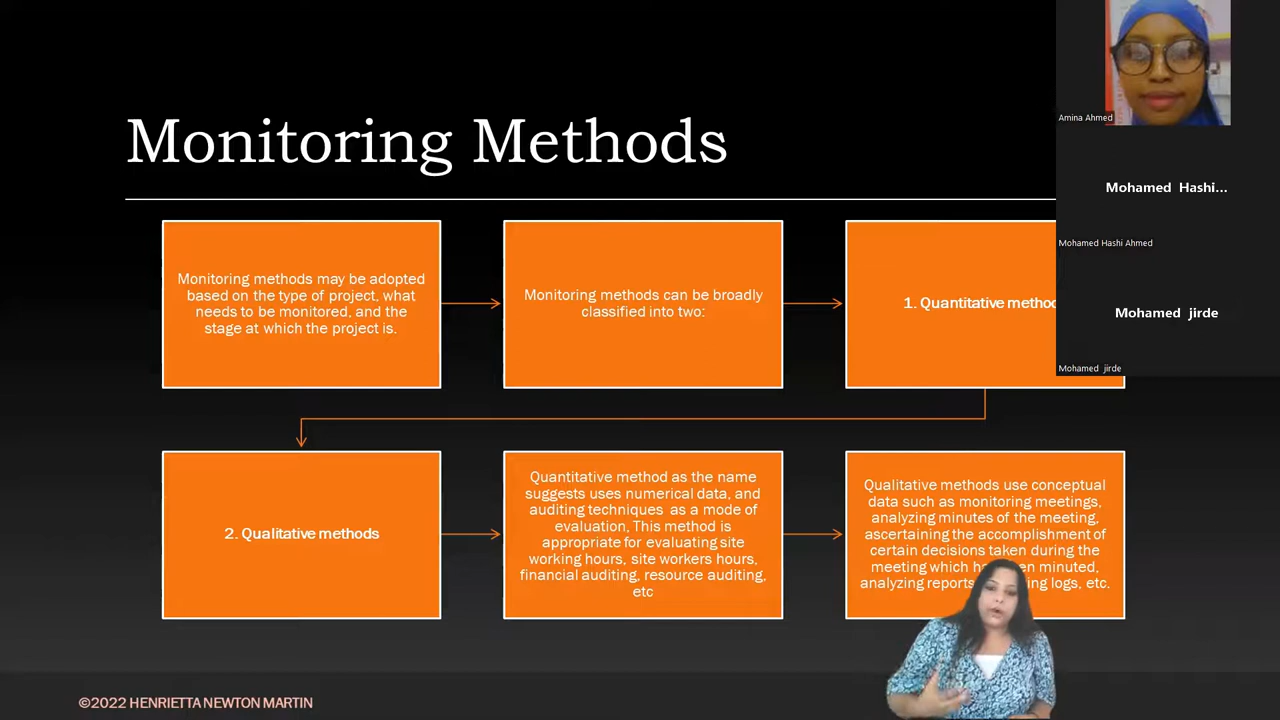 Monitoring Methods
Monitoring methods may be adopted
based on the type of project, what
needs to be monitored, and the
stage at which the project is.
Monitoring methods can be broadly
classified into two:
1. Quantitative
2. Qualitative methods
Quantitative method as the name
suggests uses numerical data, and
auditing techniques as a mode of
evaluation, This method is
appropriate for evaluating site
working hours, site workers hours,
financial auditing, resource auditing,
etc
Qualitative methods use conceptual
data such as monitoring meetings,
analyzing minutes of the meeting,
ascertaining the accomplishment of
certain decisions taken during the
meeting which minuted,
analyzing reports logs, etc.
©2022 HENRIETTA NEWTON MARTIN
Amina Ahmed
Mohamed Hashi...
Mohamed Hashi Ahmed
Mohamed jirde
Mohamed jirde